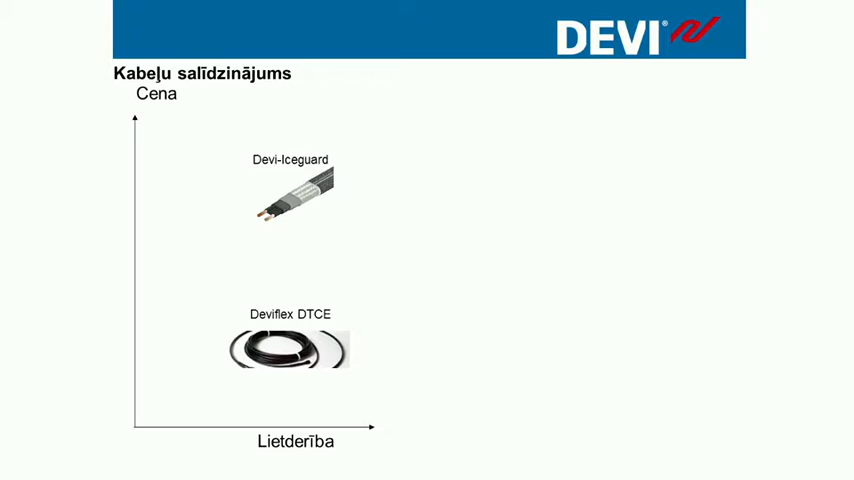 DEVI®
Kabeļu salīdzinājums
Cena
Devi-Iceguard
Deviflex DTCE
Lietderība